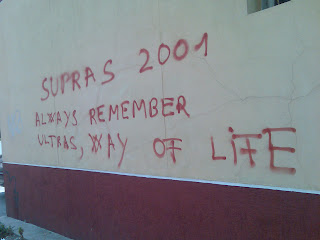 SUPRAS 2001
ALWAYS REMEMBER
ULTRAS, WAY OF LiFE